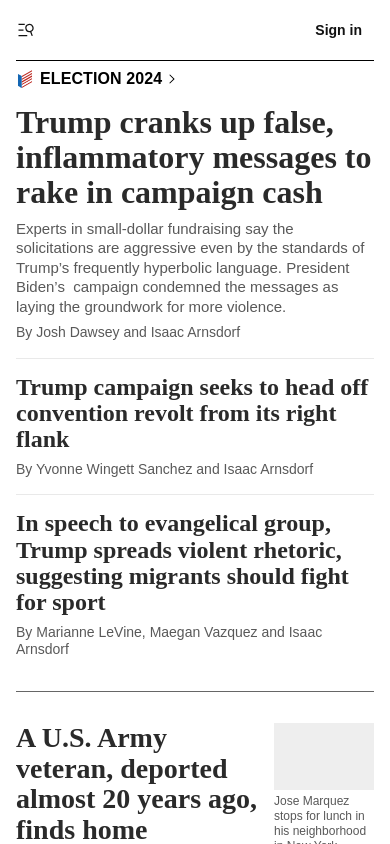 Sign in
ELECTION 2024
Trump cranks up false,
inflammatory messages to
rake in campaign cash
Experts in small-dollar fundraising say the
solicitations are aggressive even by the standards of
Trump’s frequently hyperbolic language. President
Biden’s  campaign condemned the messages as
laying the groundwork for more violence.
By Josh Dawsey and Isaac Arnsdorf
Trump campaign seeks to head off
convention revolt from its right
flank
By Yvonne Wingett Sanchez and Isaac Arnsdorf
In speech to evangelical group,
Trump spreads violent rhetoric,
suggesting migrants should fight
for sport
By Marianne LeVine, Maegan Vazquez and Isaac
Arnsdorf
A U.S. Army
veteran, deported
almost 20 years ago,
finds home
Jose Marquez
stops for lunch in
his neighborhood
in New York